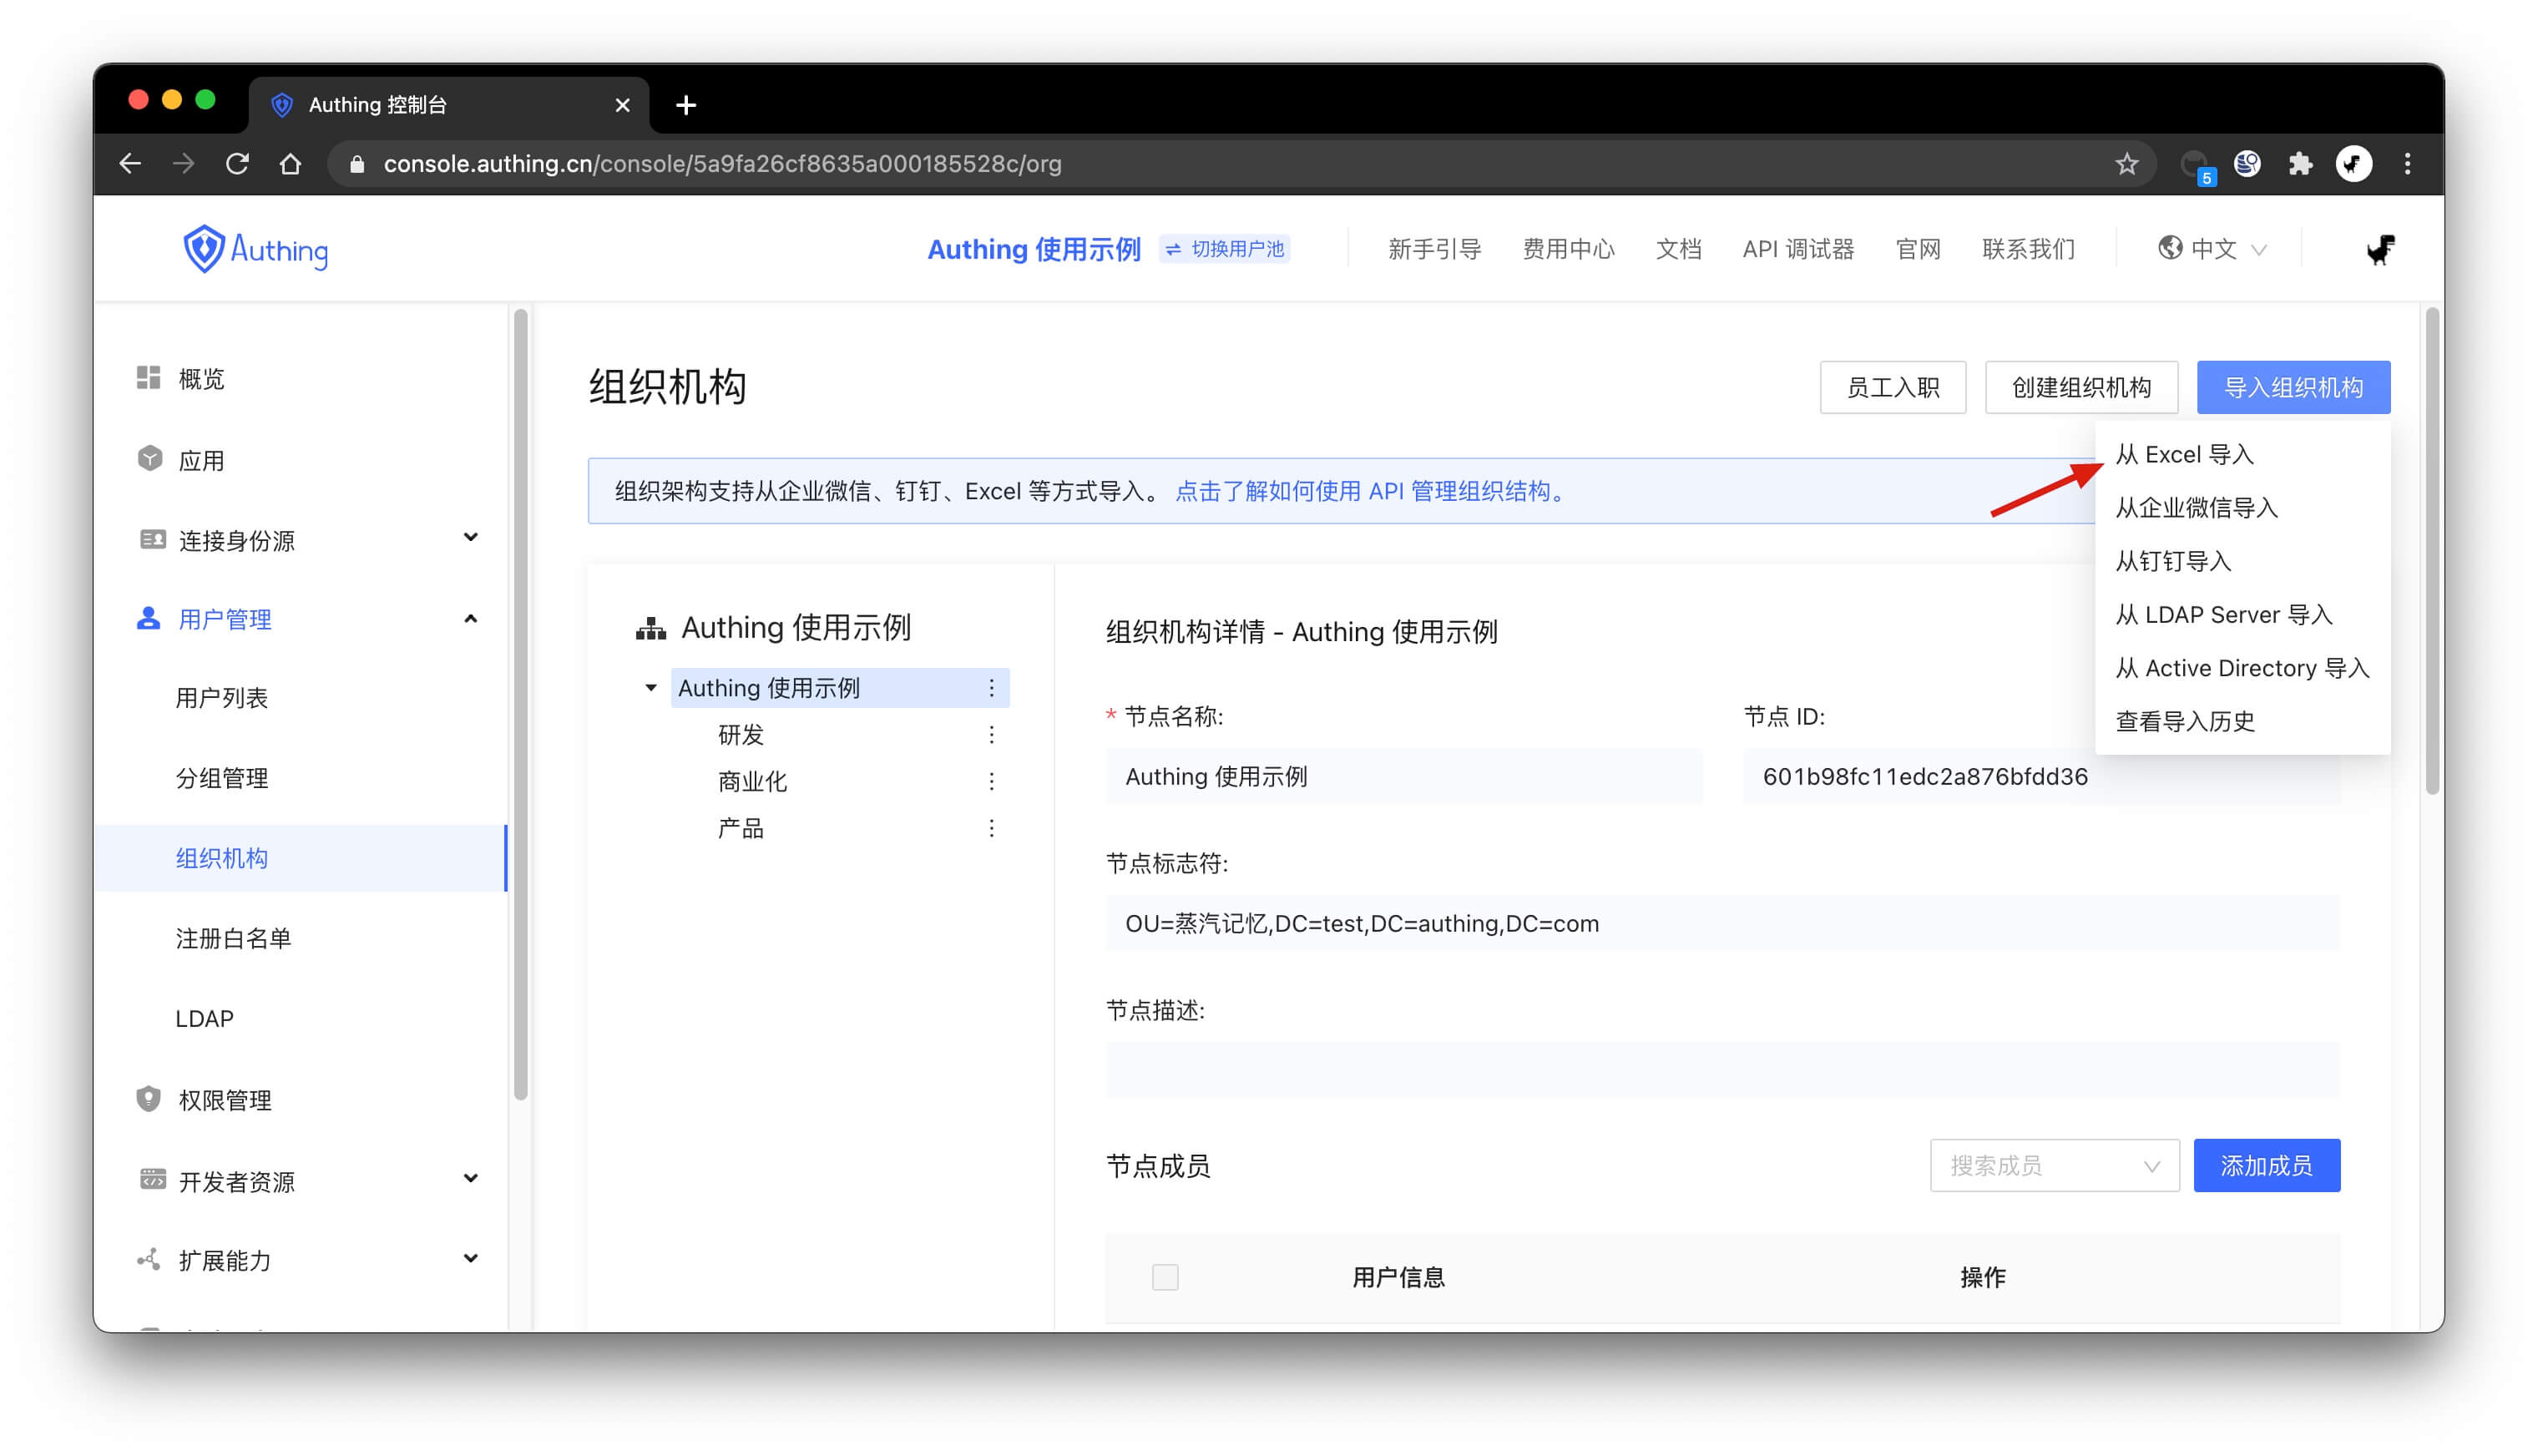 Authing 控制台
console.authing.cn/console/5a9fa26cf8635a000185528c/org
5
Authing
Authing 使用示例
切换用户池
新手引导
费用中心
文档
API 调试器
官网
联系我们
中文
概览
应用
连接身份源
用户管理
用户列表
分组管理
组织机构
注册白名单
LDAP
权限管理
开发者资源
扩展能力
组织机构
员工入职
创建组织机构
导入组织机构
从 Excel 导入
从企业微信导入
从钉钉导入
从 LDAP Server 导入
从 Active Directory 导入
查看导入历史
组织架构支持从企业微信、钉钉、Excel 等方式导入。 点击了解如何使用 API 管理组织结构。
Authing 使用示例
Authing 使用示例
研发
商业化
产品
组织机构详情 - Authing 使用示例
* 节点名称:
Authing 使用示例
节点 ID:
601b98fc11edc2a876bfdd36
节点标志符:
OU=蒸汽记忆,DC=test,DC=authing,DC=com
节点描述:
节点成员
搜索成员
添加成员
用户信息
操作